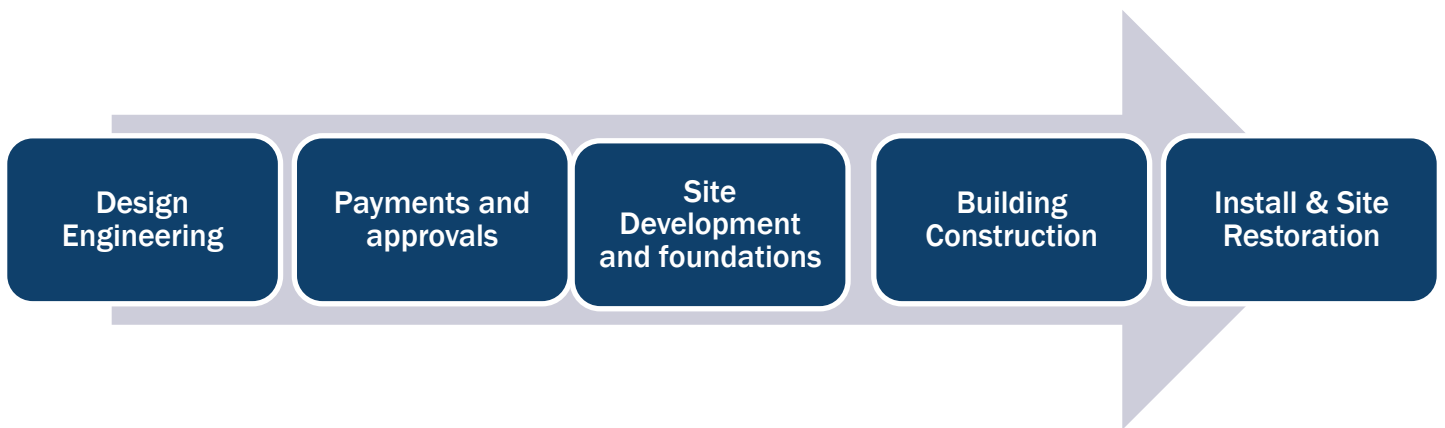 Design
Engineering
Payments and
approvals
Site
Development
and foundations
Building
Construction
Install & Site
Restoration